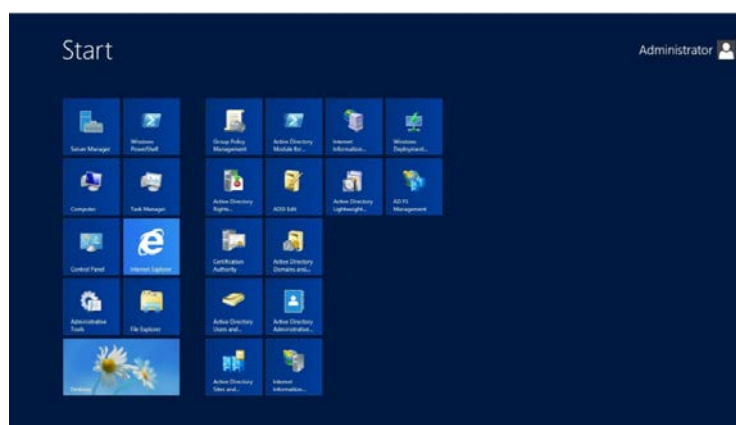 Start
Administrator
Server Manager
Windows
PowerShell
Group Policy
Management
Active Directory
Module for...
Internet
Information...
Windows
Deployment...
Computer
Task Manager
Active Directory
Rights...
ADSI Edit
Active Directory
Lightweight...
AD FS
Management
Control Panel
Internet Explorer
Certification
Authority
Active Directory
Domains and...
Administrative
Tools
File Explorer
Active Directory
Users and...
Active Directory
Administrative...
Desktop
Active Directory
Sites and...
Internet
Information...